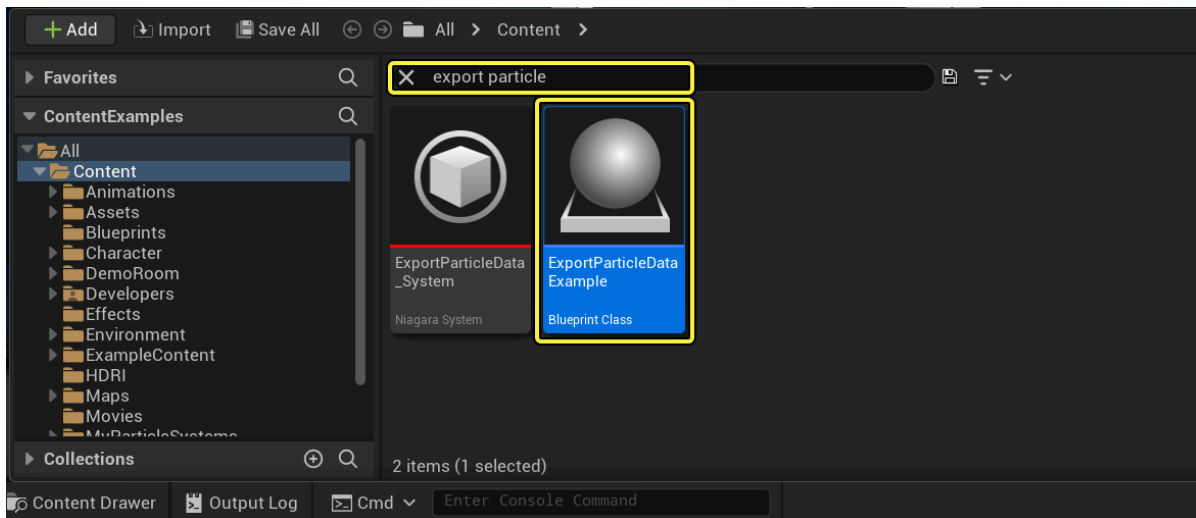 Add Import Save All All Content
Favorites
ContentExamples
All
Content
Animations
Assets
Blueprints
Character
DemoRoom
Developers
Effects
Environment
ExampleContent
HDRI
Maps
Movies
MyParticleSystems
Collections
export particle
ExportParticleData
_System
Niagara System
ExportParticleData
Example
Blueprint Class
2 items (1 selected)
Content Drawer Output Log Cmd Enter Console Command